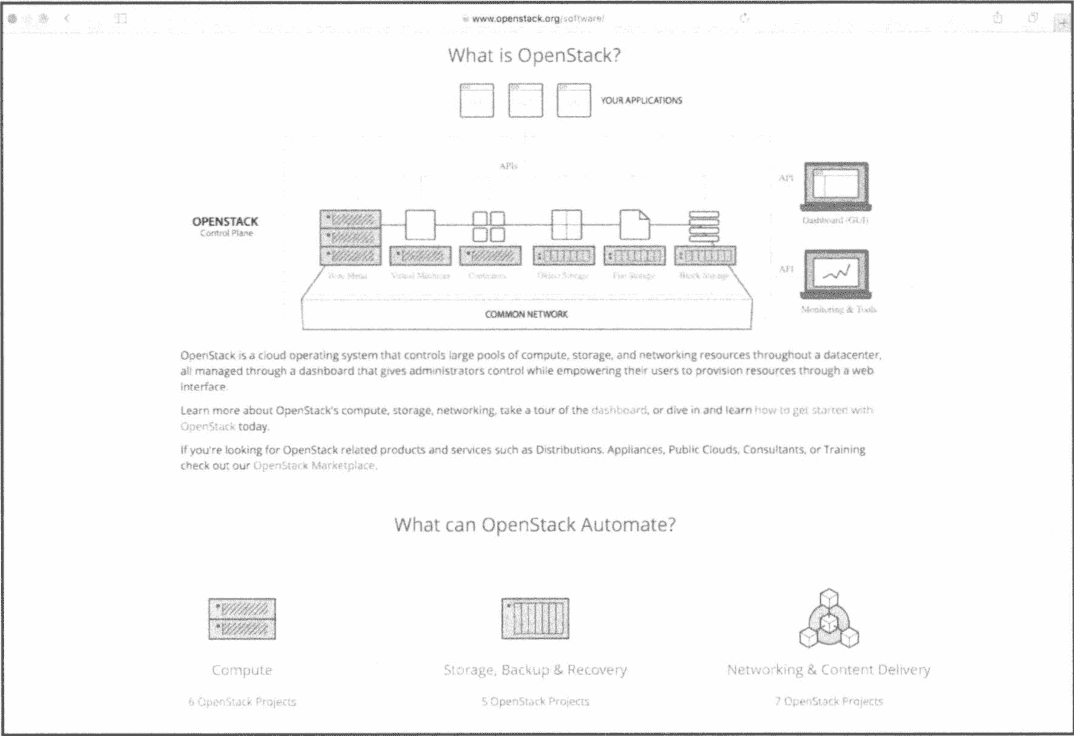 www.openstack.org/software/
What is OpenStack?
YOUR APPLICATIONS
APIs
API
OPENSTACK
Control Plane
Dashboard (GUI)
Bare Metal
Virtual Machines
Containers
Object Storage
File Storage
Block Storage
API
Monitoring & Tools
COMMON NETWORK
OpenStack is a cloud operating system that controls large pools of compute, storage, and networking resources throughout a datacenter,
all managed through a dashboard that gives administrators control while empowering their users to provision resources through a web
interface.
Learn more about OpenStack's compute, storage, networking, take a tour of the dashboard, or dive in and learn how to get started with
OpenStack today.
If you're looking for OpenStack related products and services such as Distributions. Appliances, Public Clouds, Consultants, or Training
check out our OpenStack Marketplace.
What can OpenStack Automate?
Compute
Storage, Backup & Recovery
Networking & Content Delivery
6 OpenStack Projects
5 OpenStack Projects
7 OpenStack Projects